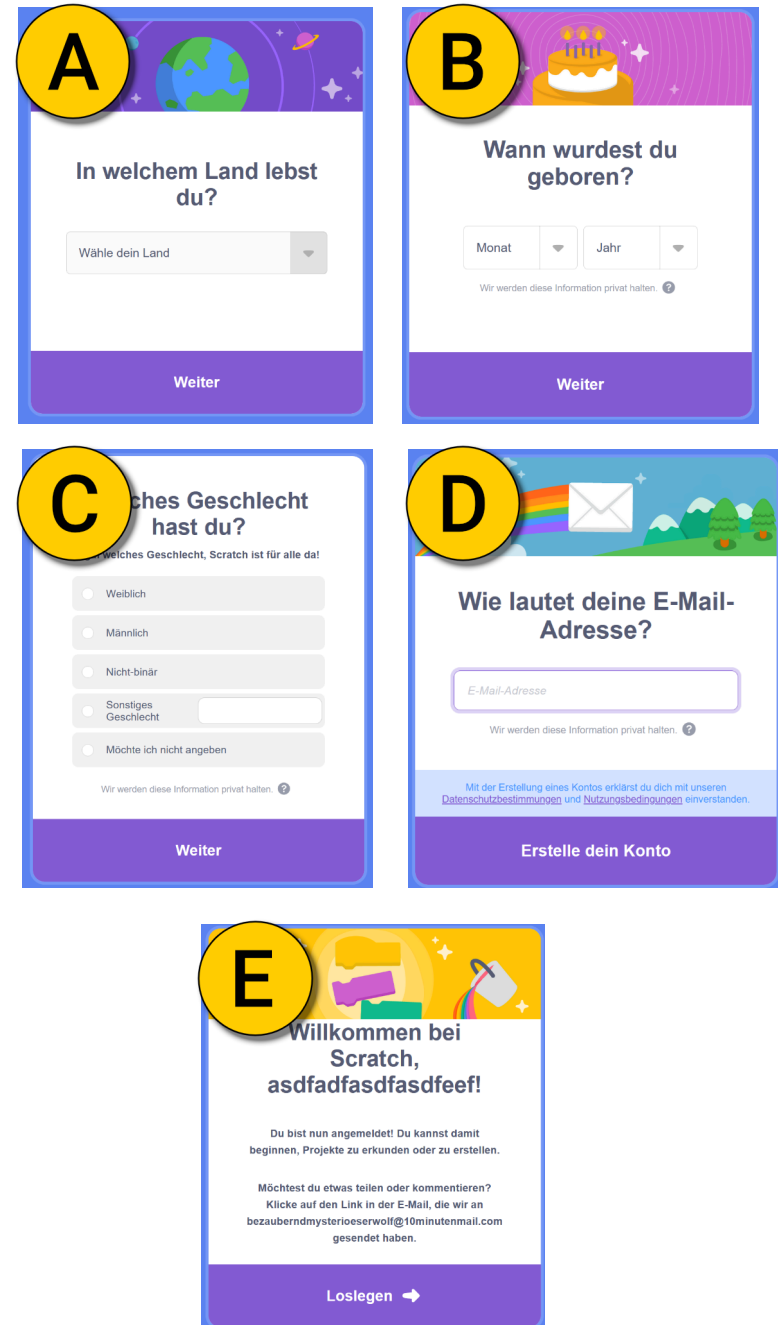 A
In welchem Land lebst
du?
Wähle dein Land
Weiter
B
Wann wurdest du
geboren?
Monat
Jahr
Wir werden diese Information privat halten. ?
Weiter
C
ches Geschlecht
hast du?
welches Geschlecht, Scratch ist für alle da!
Weiblich
Männlich
Nicht-binär
Sonstiges
Geschlecht
Möchte ich nicht angeben
Wir werden diese Information privat halten. ?
Weiter
D
Wie lautet deine E-Mail-
Adresse?
E-Mail-Adresse
Wir werden diese Information privat halten. ?
Mit der Erstellung eines Kontos erklärst du dich mit unseren
Datenschutzbestimmungen und Nutzungsbedingungen einverstanden.
Erstelle dein Konto
E
Willkommen bei
Scratch,
asdfadfasdfasdfeef!
Du bist nun angemeldet! Du kannst damit
beginnen, Projekte zu erkunden oder zu erstellen.
Möchtest du etwas teilen oder kommentieren?
Klicke auf den Link in der E-Mail, die wir an
bezauberndmysterioeserwolf@10minutenmail.com
gesendet haben.
Loslegen